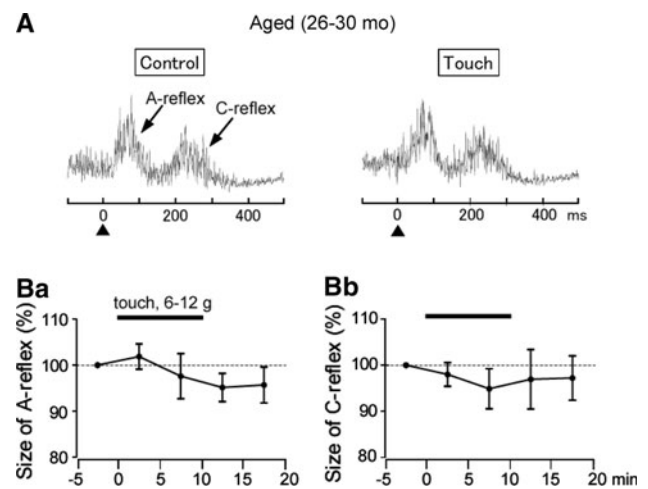 A
Aged (26-30 mo)
Control
Touch
A-reflex
C-reflex
0 200 400
0 200 400 ms
Ba
Bb
touch, 6-12 g
Size of A-reflex (%)
110
100
90
80
-5 0 5 10 15 20
Size of C-reflex (%)
110
100
90
80
-5 0 5 10 15 20 min